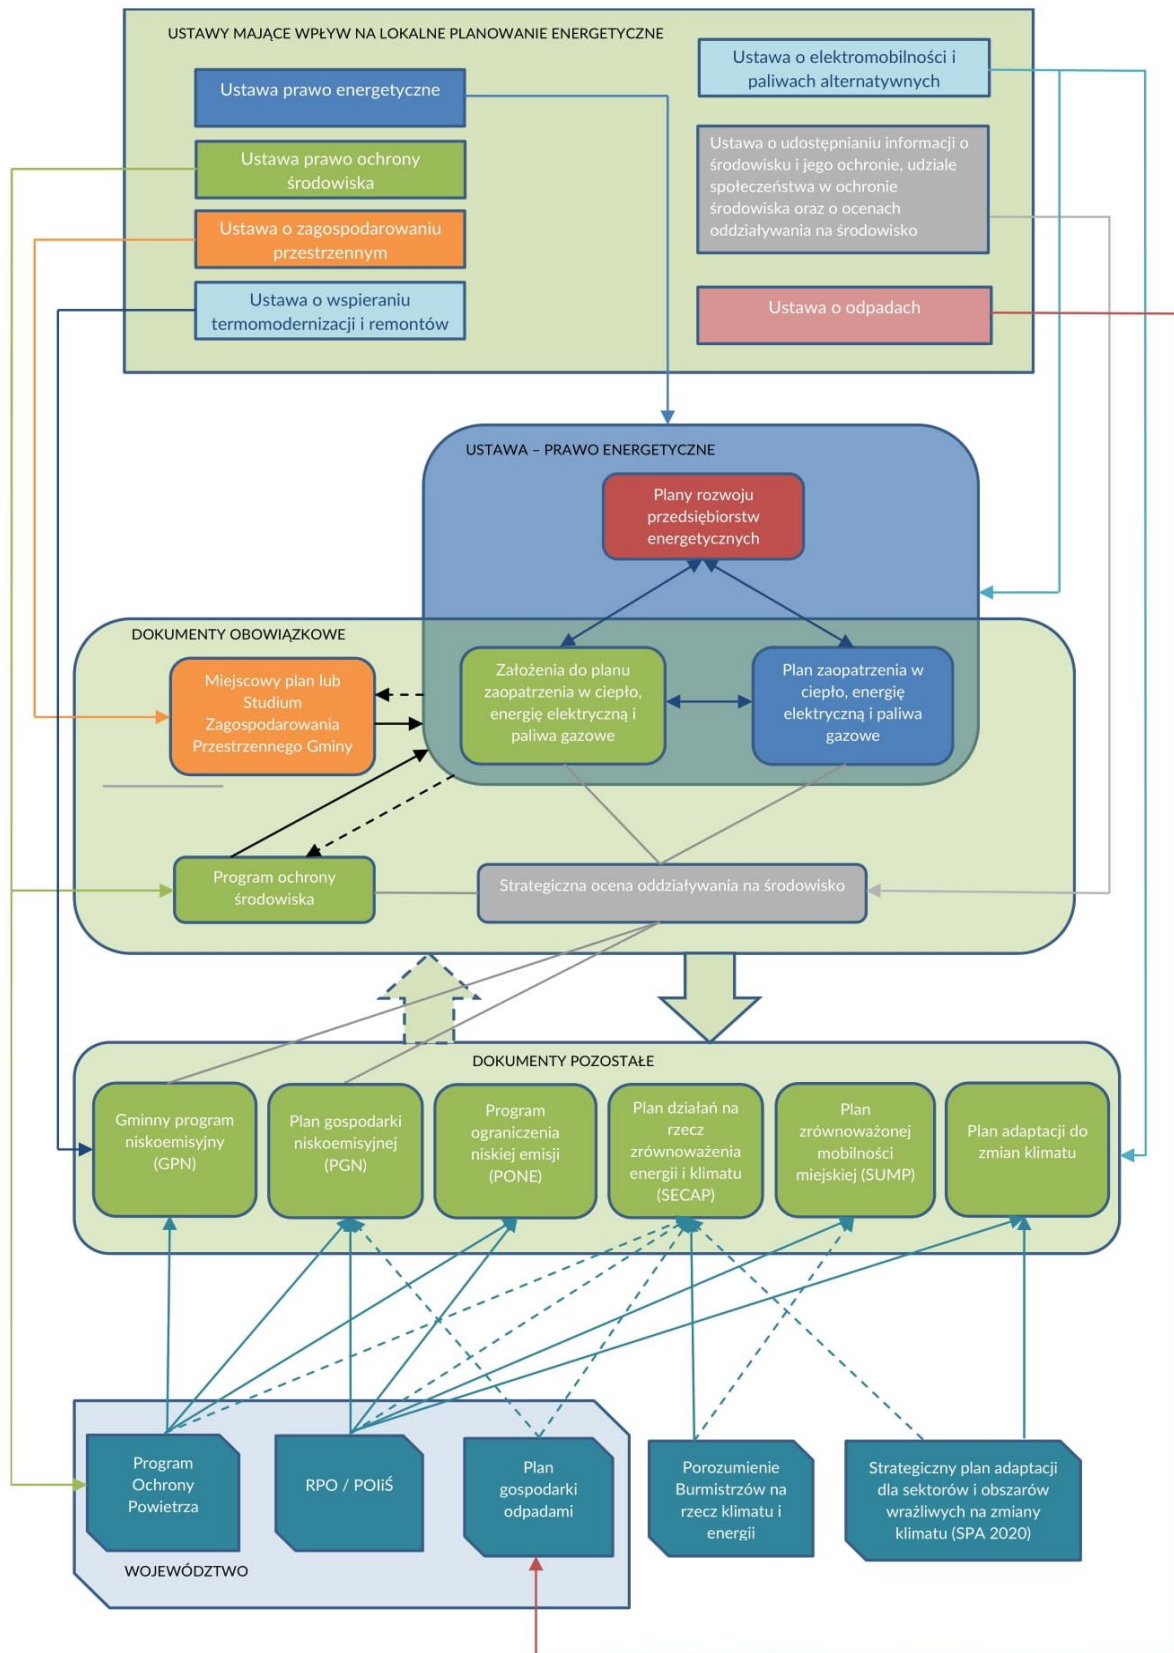 USTAWY MAJĄCE WPŁYW NA LOKALNE PLANOWANIE ENERGETYCZNE
Ustawa prawo energetyczne
Ustawa prawo ochrony
środowiska
Ustawa o zagospodarowaniu
przestrzennym
Ustawa o wspieraniu
termomodernizacji i remontów
Ustawa o elektromobilności i
paliwach alternatywnych
Ustawa o udostępnianiu informacji o
środowisku i jego ochronie, udziale
społeczeństwa w ochronie
środowiska oraz o ocenach
oddziaływania na środowisko
Ustawa o odpadach
USTAWA – PRAWO ENERGETYCZNE
Plany rozwoju
przedsiębiorstw
energetycznych
DOKUMENTY OBOWIĄZKOWE
Miejscowy plan lub
Studium
Zagospodarowania
Przestrzennego Gminy
Założenia do planu
zaopatrzenia w ciepło,
energię elektryczną i
paliwa gazowe
Plan zaopatrzenia w
ciepło, energię
elektryczną i paliwa
gazowe
Program ochrony
środowiska
Strategiczna ocena oddziaływania na środowisko
DOKUMENTY POZOSTAŁE
Gminny program
niskoemisyjny
(GPN)
Plan gospodarki
niskoemisyjnej
(PGN)
Program
ograniczenia
niskiej emisji
(PONE)
Plan działań na
rzecz
zrównoważenia
energii i klimatu
(SECAP)
Plan
zrównoważonej
mobilności
miejskiej (SUMP)
Plan adaptacji do
zmian klimatu
Program
Ochrony
Powietrza
RPO / POIiŚ
Plan
gospodarki
odpadami
Porozumienie
Burmistrzów na
rzecz klimatu i
energii
Strategiczny plan adaptacji
dla sektorów i obszarów
wrażliwych na zmiany
klimatu (SPA 2020)
WOJEWÓDZTWO